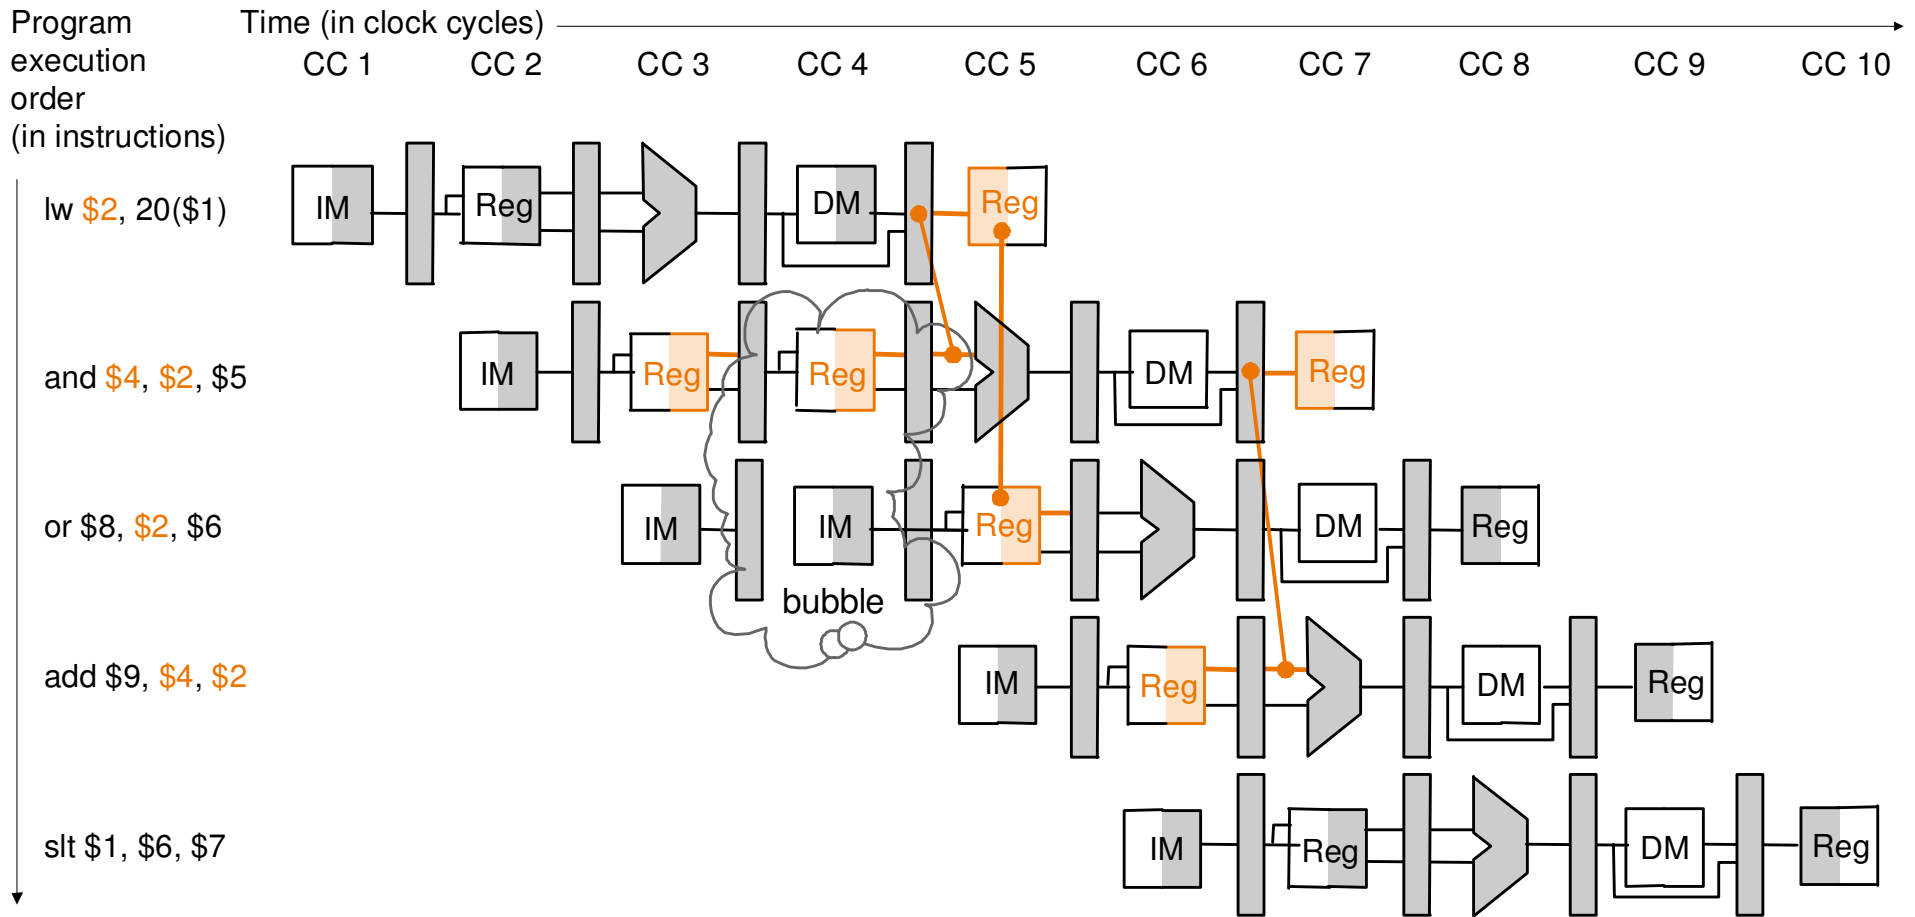 Program
execution
order
(in instructions)
Time (in clock cycles)
CC 1 CC 2 CC 3 CC 4 CC 5 CC 6 CC 7 CC 8 CC 9 CC 10
lw $2, 20($1) IM Reg DM Reg
and $4, $2, $5 IM Reg Reg DM Reg
or $8, $2, $6 IM IM Reg DM Reg
bubble
add $9, $4, $2 IM Reg DM Reg
slt $1, $6, $7 IM Reg DM Reg